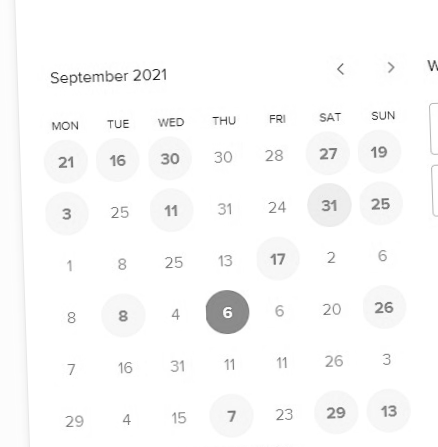 September 2021
W
MON TUE WED THU FRI SAT SUN
21 16 30 30 28 27 19
3 25 11 31 24 31 25
1 8 25 13 17 2 6
8 8 4 6 6 20 26
7 16 31 11 11 26 3
29 4 15 7 23 29 13